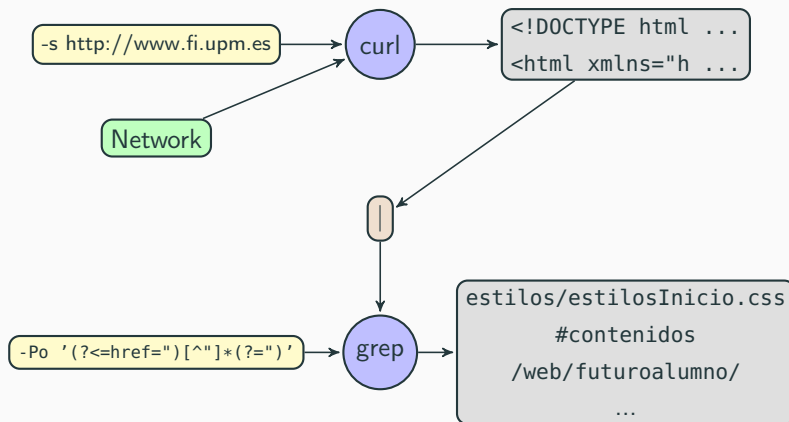 -s http://www.fi.upm.es
curl
<!DOCTYPE html ...
<html xmlns="h ...
Network
|
-Po ’(?<=href=")[^"]*(?=")’
grep
estilos/estilosInicio.css
#contenidos
/web/futuroalumno/
...